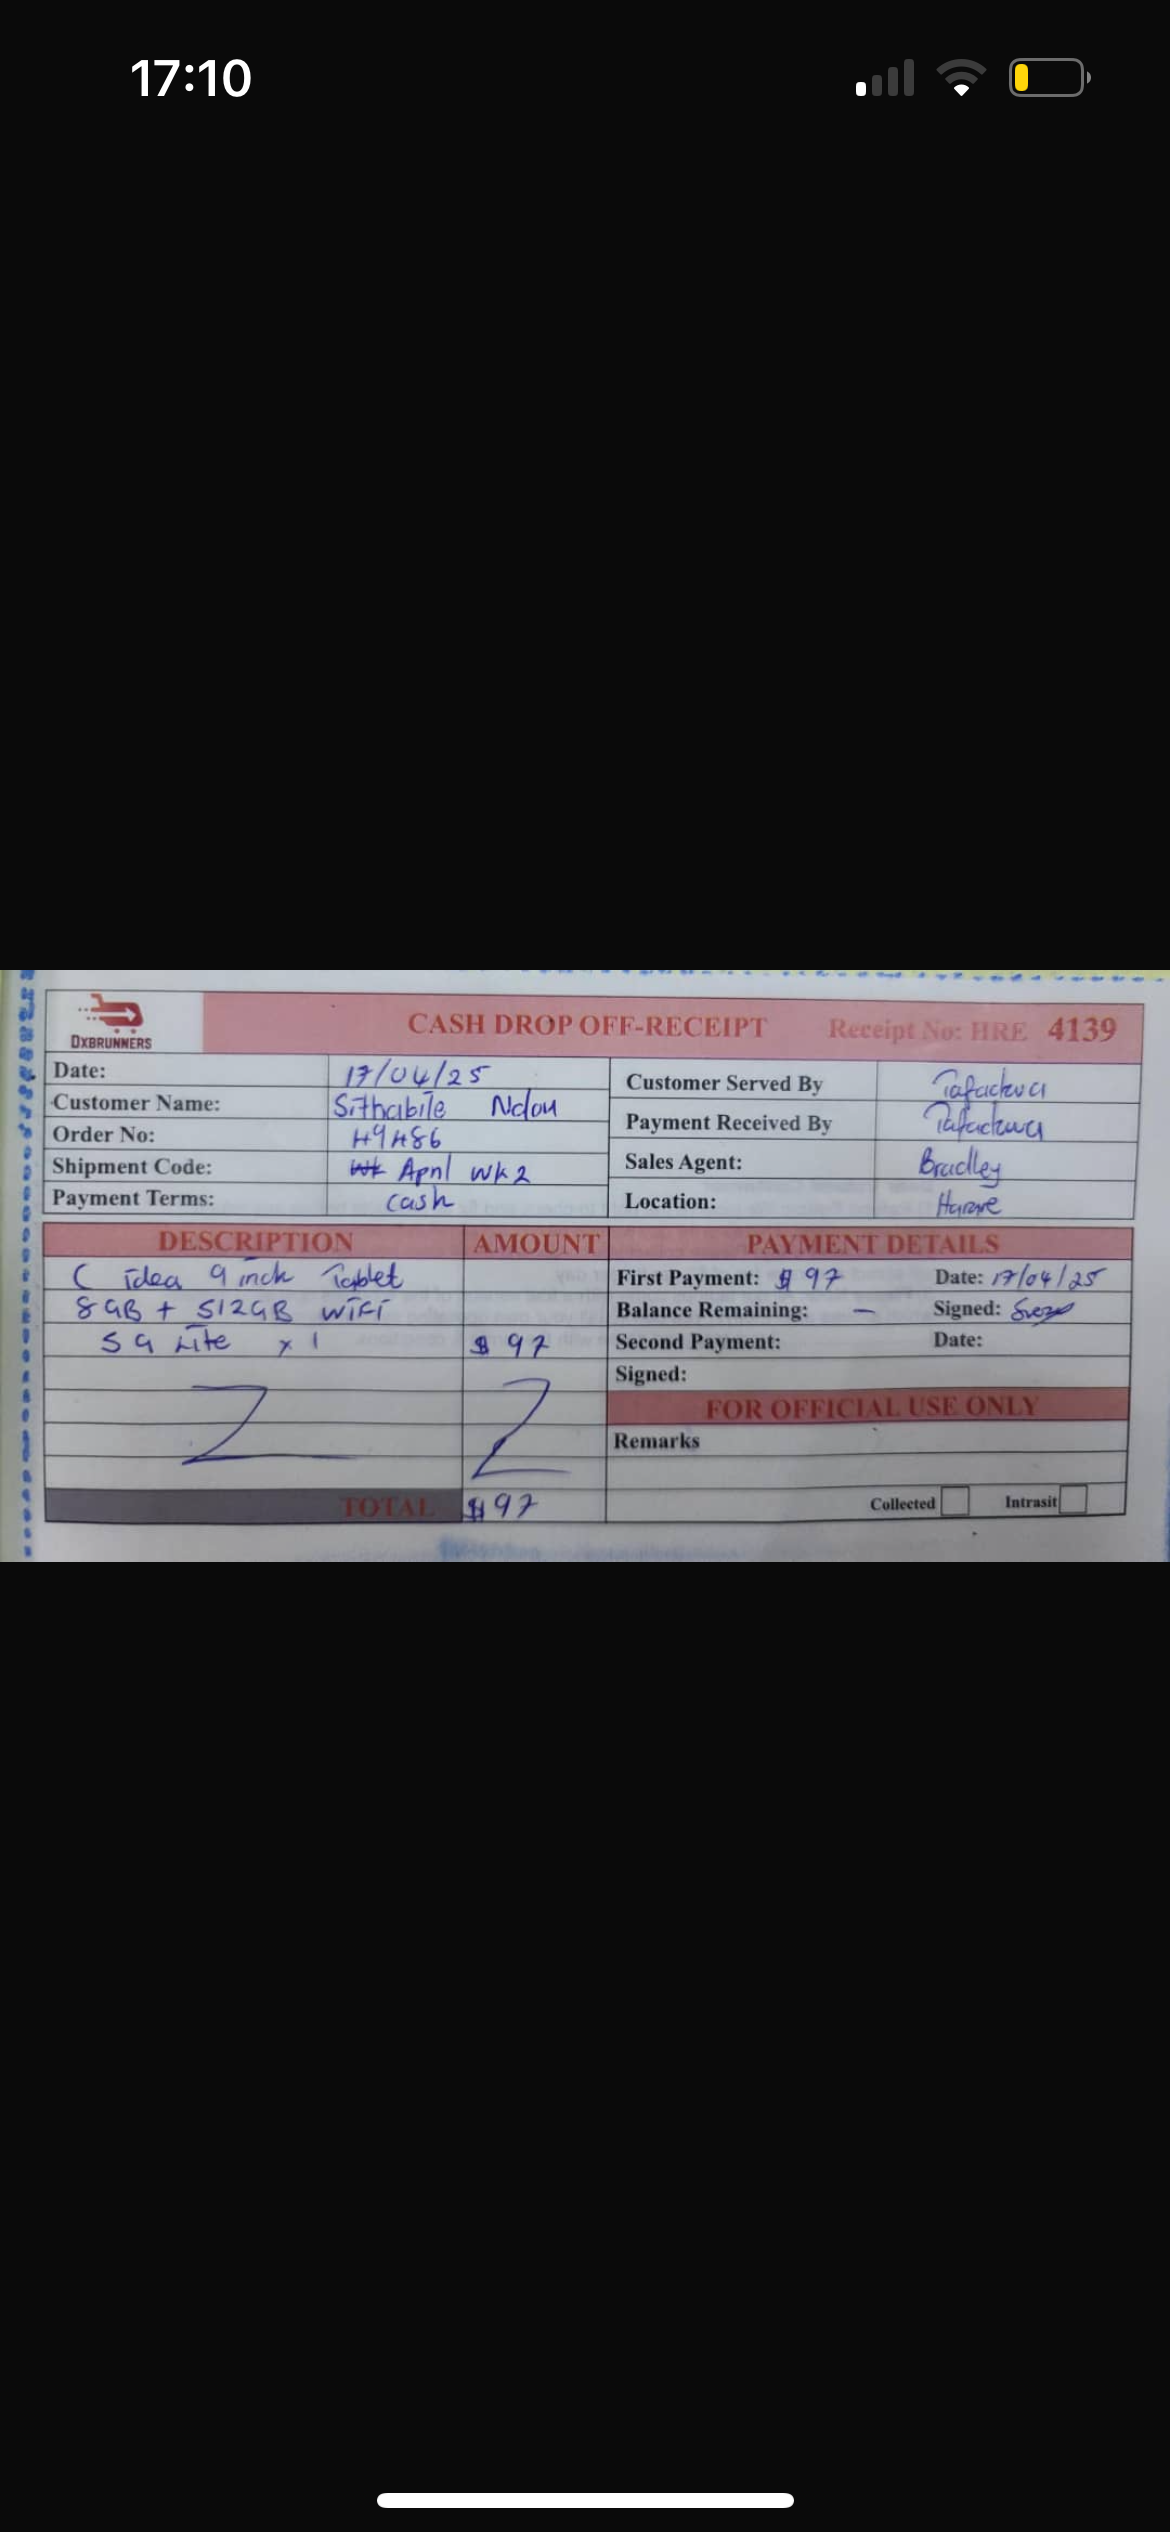 17:10
DXBRUNNERS
CASH DROP OFF-RECEIPT Receipt No: HRE 4139
Date: 17/04/25
Customer Name: Sithabile Ndou
Order No: H9H86
Shipment Code: April wk2
Payment Terms: cash
Customer Served By Tafadzwa
Payment Received By Tafadzwa
Sales Agent: Bradley
Location: Harare
DESCRIPTION AMOUNT
C idea 9 inch Tablet
8GB + 512GB WIFI
5G Lite x 1 $ 97
TOTAL $97
PAYMENT DETAILS
First Payment: $ 97 Date: 17/04/25
Balance Remaining: – Signed:
Second Payment: Date:
Signed:
FOR OFFICIAL USE ONLY
Remarks
Collected Intrasit